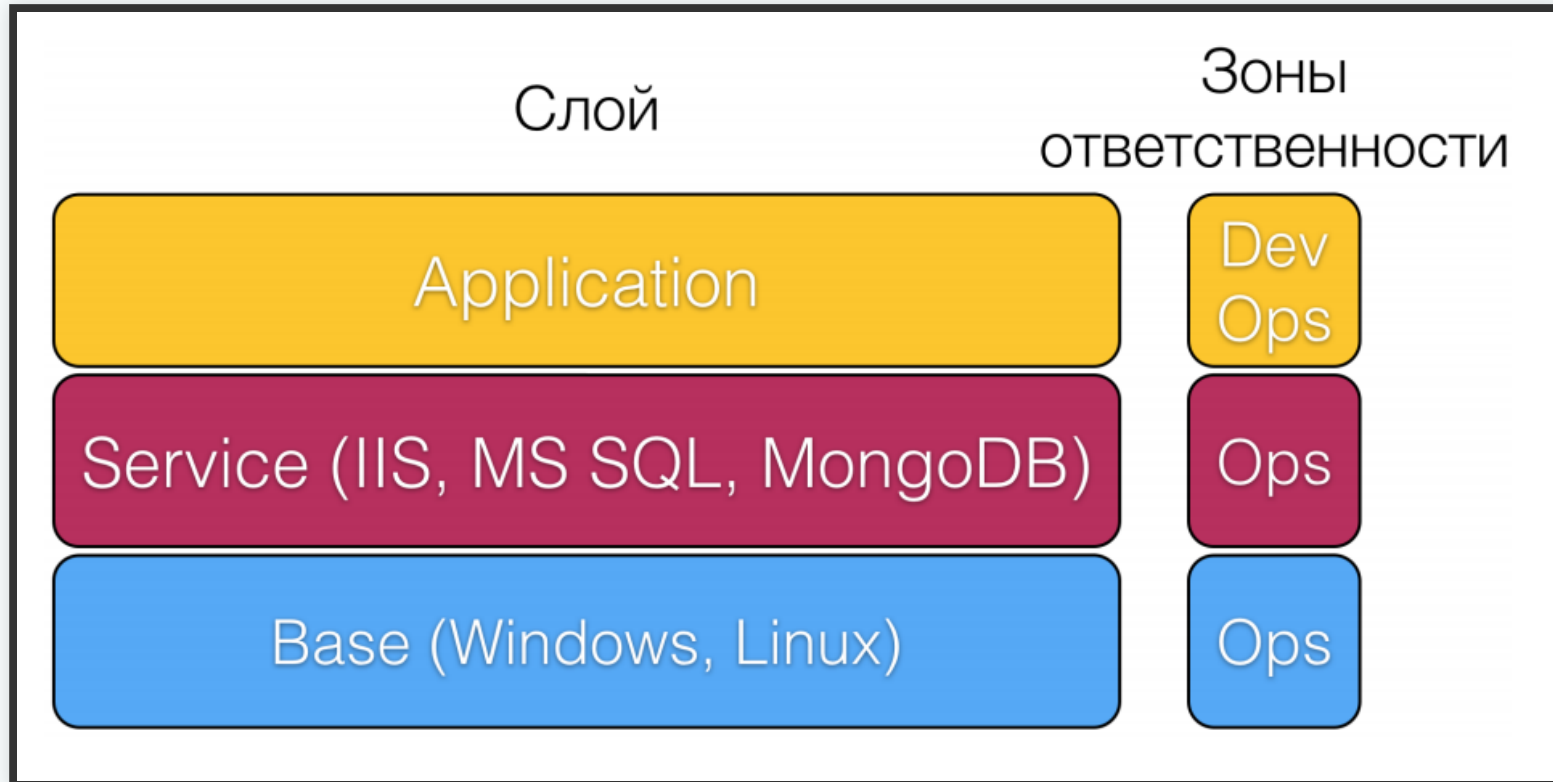 Слой
Зоны
ответственности
Application
Dev
Ops
Service (IIS, MS SQL, MongoDB)
Ops
Base (Windows, Linux)
Ops